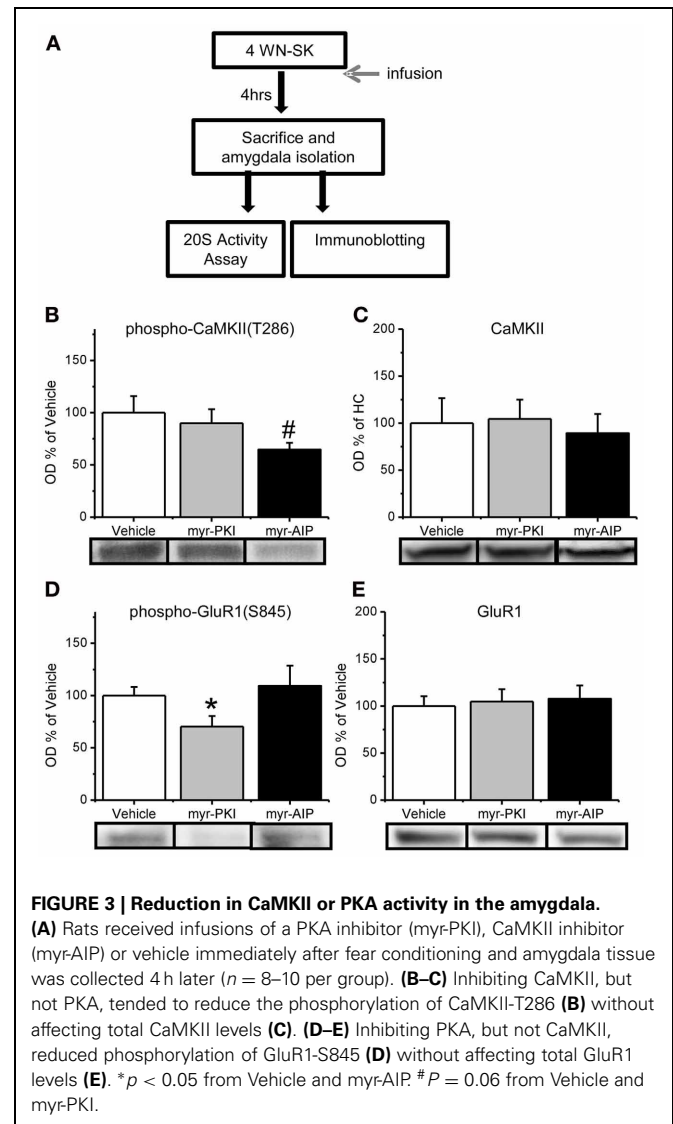 A
4 WN-SK
infusion
4hrs
Sacrifice and
amygdala isolation
20S Activity
Assay
Immunoblotting
B
phospho-CaMKII(T286)
OD % of Vehicle
150
100
50
0
#
Vehicle
myr-PKI
myr-AIP
C
CaMKII
OD % of HC
200
150
100
50
0
Vehicle
myr-PKI
myr-AIP
D
phospho-GluR1(S845)
OD % of Vehicle
150
100
50
0
*
Vehicle
myr-PKI
myr-AIP
E
GluR1
OD % of Vehicle
200
150
100
50
0
Vehicle
myr-PKI
myr-AIP
FIGURE 3 | Reduction in CaMKII or PKA activity in the amygdala.
(A) Rats received infusions of a PKA inhibitor (myr-PKI), CaMKII inhibitor
(myr-AIP) or vehicle immediately after fear conditioning and amygdala tissue
was collected 4 h later (n = 8–10 per group). (B–C) Inhibiting CaMKII, but
not PKA, tended to reduce the phosphorylation of CaMKII-T286 (B) without
affecting total CaMKII levels (C). (D–E) Inhibiting PKA, but not CaMKII,
reduced phosphorylation of GluR1-S845 (D) without affecting total GluR1
levels (E). *p < 0.05 from Vehicle and myr-AIP. #P = 0.06 from Vehicle and
myr-PKI.